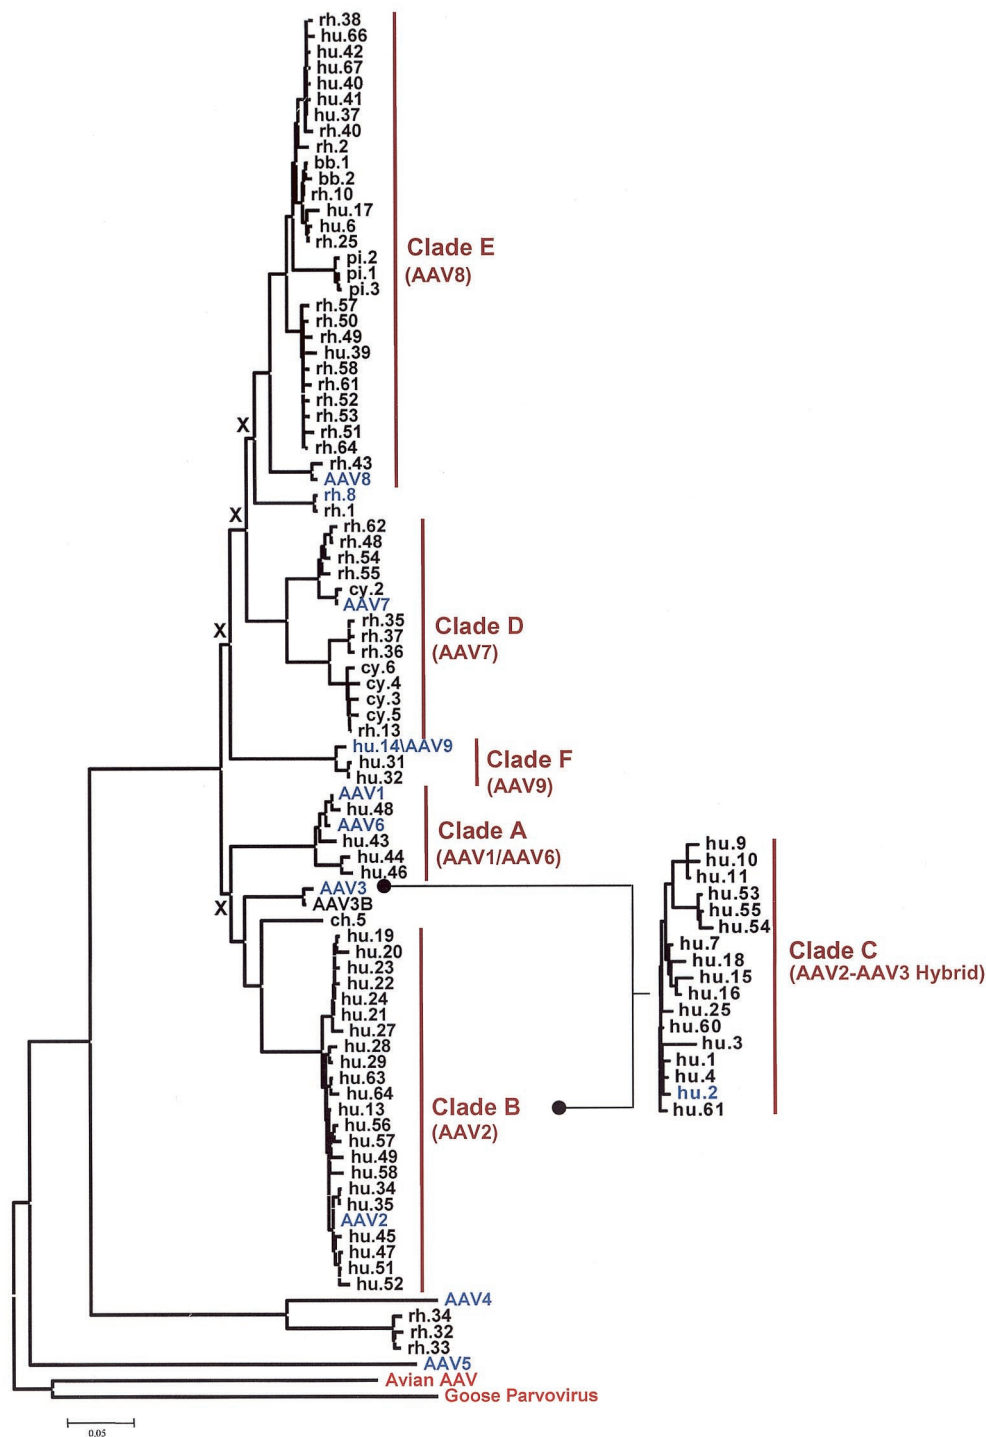 rh.38
hu.66
hu.42
hu.67
hu.40
hu.41
hu.37
rh.40
rh.2
bb.1
bb.2
rh.10
hu.17
hu.6
rh.25
Clade E
(AAV8)
pi.2
pi.1
pi.3
rh.57
rh.50
rh.49
hu.39
rh.58
rh.61
rh.52
rh.53
X
rh.51
rh.64
rh.43
AAV8
rh.8
rh.1
X
rh.62
rh.48
rh.54
rh.55
cy.2
AAV7
rh.35
Clade D
(AAV7)
X
rh.37
rh.36
cy.6
cy.4
cy.3
cy.5
rh.13
hu.14\AAV9
hu.31
hu.32
Clade F
(AAV9)
AAV1
hu.48
AAV6
hu.43
hu.44
hu.46
Clade A
(AAV1/AAV6)
AAV3
AAV3B
X
ch.5
hu.19
hu.20
hu.23
hu.22
hu.24
hu.21
hu.27
hu.28
hu.29
hu.63
hu.64
hu.13
hu.56
hu.57
hu.49
hu.58
hu.34
hu.35
AAV2
hu.45
hu.47
hu.51
hu.52
Clade B
(AAV2)
hu.9
hu.10
hu.11
hu.53
hu.55
hu.54
hu.7
hu.18
hu.15
hu.16
hu.25
hu.60
hu.3
hu.1
hu.4
hu.2
hu.61
Clade C
(AAV2-AAV3 Hybrid)
AAV4
rh.34
rh.32
rh.33
AAV5
Avian AAV
Goose Parvovirus
0.05